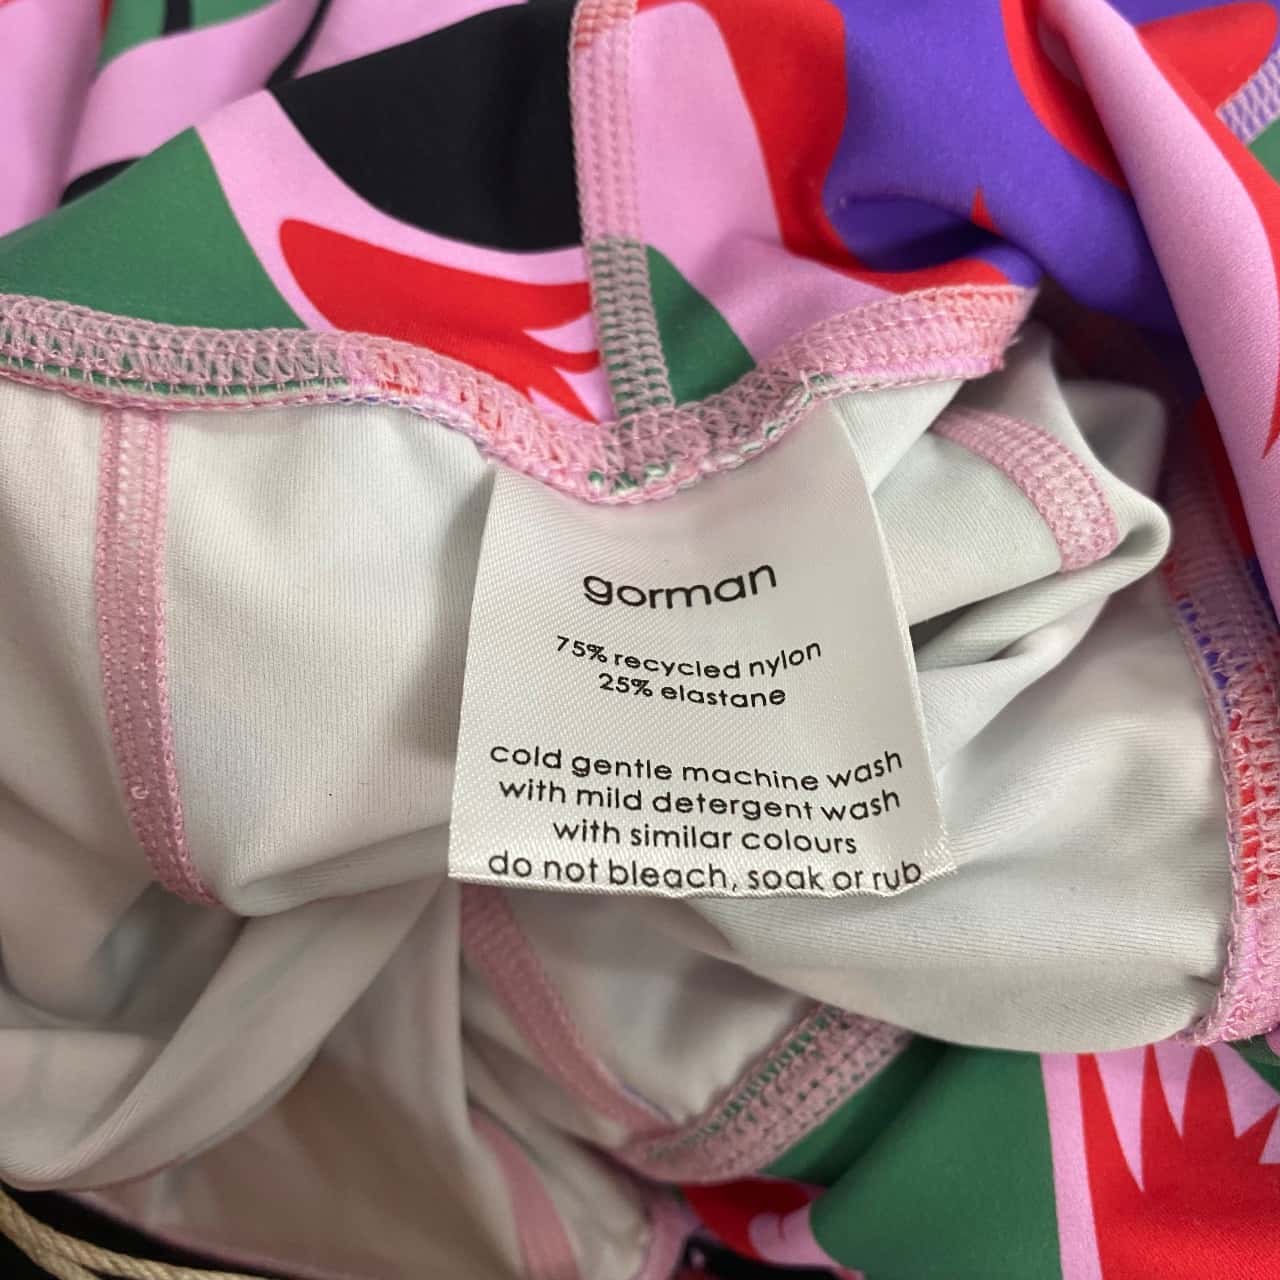 gorman
75% recycled nylon
25% elastane
cold gentle machine wash
with mild detergent wash
with similar colours
do not bleach, soak or rub